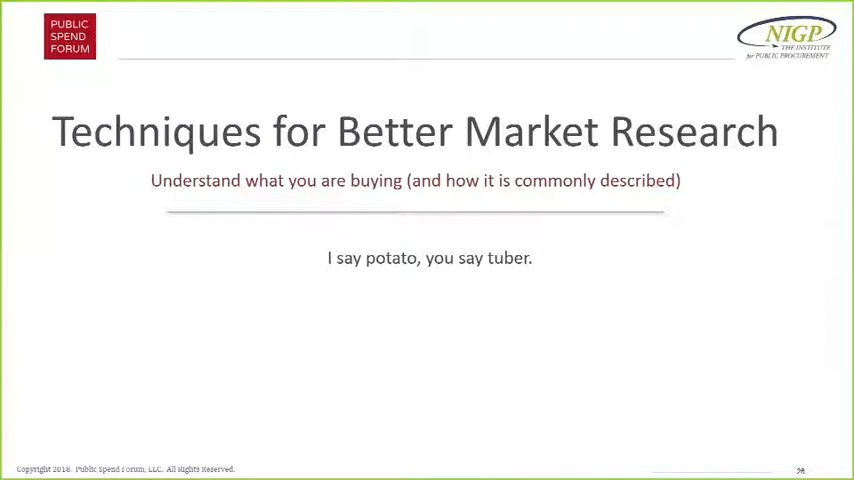 PUBLIC
SPEND
FORUM
NIGP
THE INSTITUTE
for PUBLIC PROCUREMENT
Techniques for Better Market Research
Understand what you are buying (and how it is commonly described)
I say potato, you say tuber.
Copyright 2018. Public Spend Forum, LLC. All Rights Reserved.
26